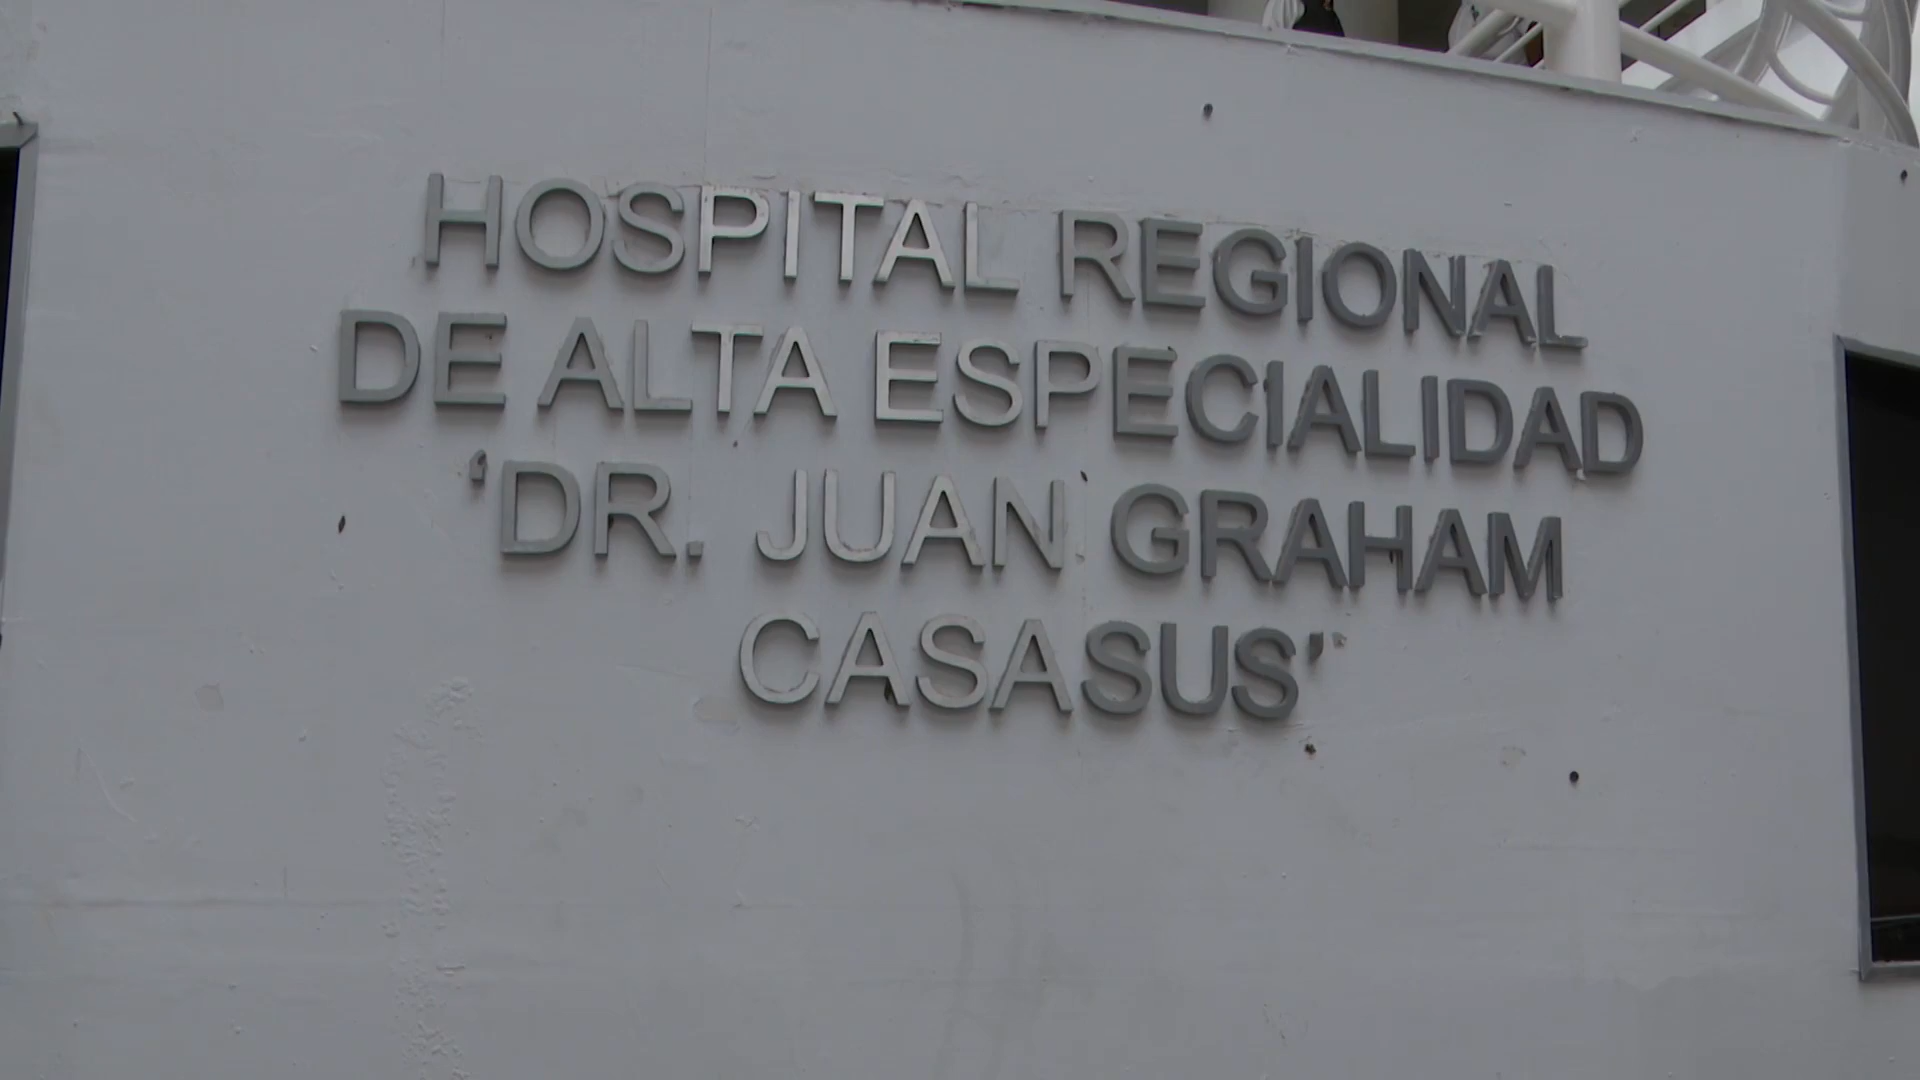 HOSPITAL REGIONAL
DE ALTA ESPECIALIDAD
‘DR. JUAN GRAHAM
CASASUS’